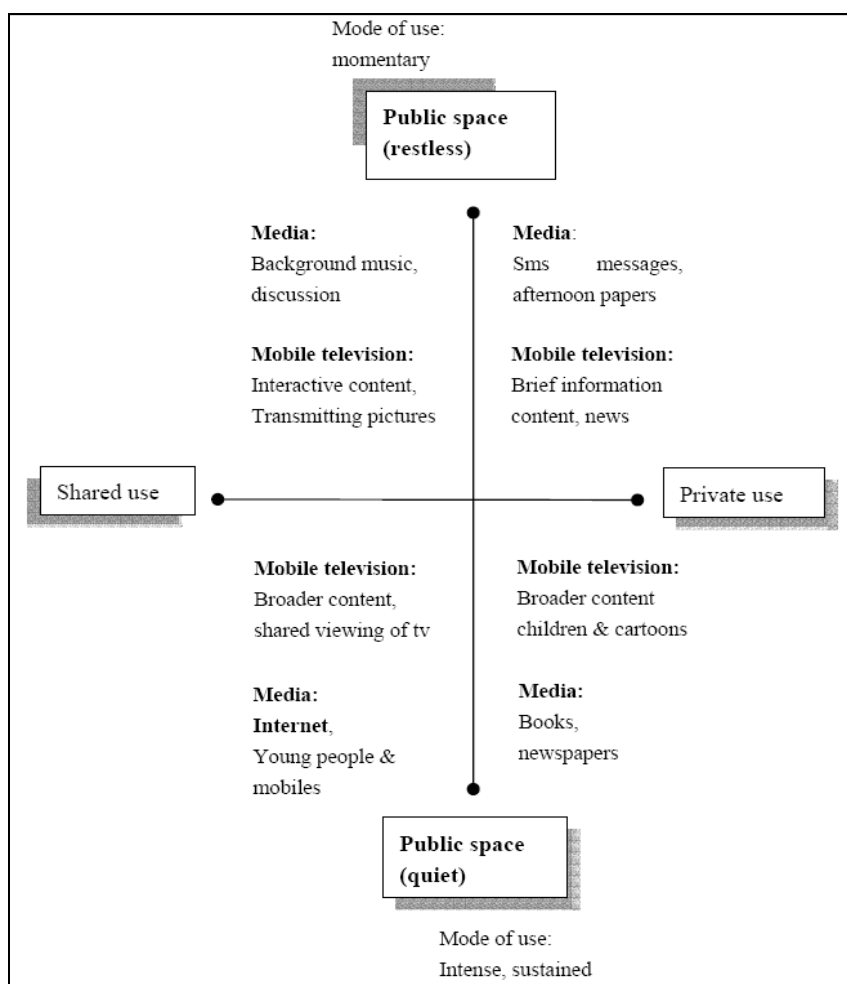 Mode of use:
momentary
Public space
(restless)
Media:
Background music,
discussion
Mobile television:
Interactive content,
Transmitting pictures
Media:
Sms messages,
afternoon papers
Mobile television:
Brief information
content, news
Shared use
Private use
Mobile television:
Broader content,
shared viewing of tv
Media:
Internet,
Young people &
mobiles
Mobile television:
Broader content
children & cartoons
Media:
Books,
newspapers
Public space
(quiet)
Mode of use:
Intense, sustained